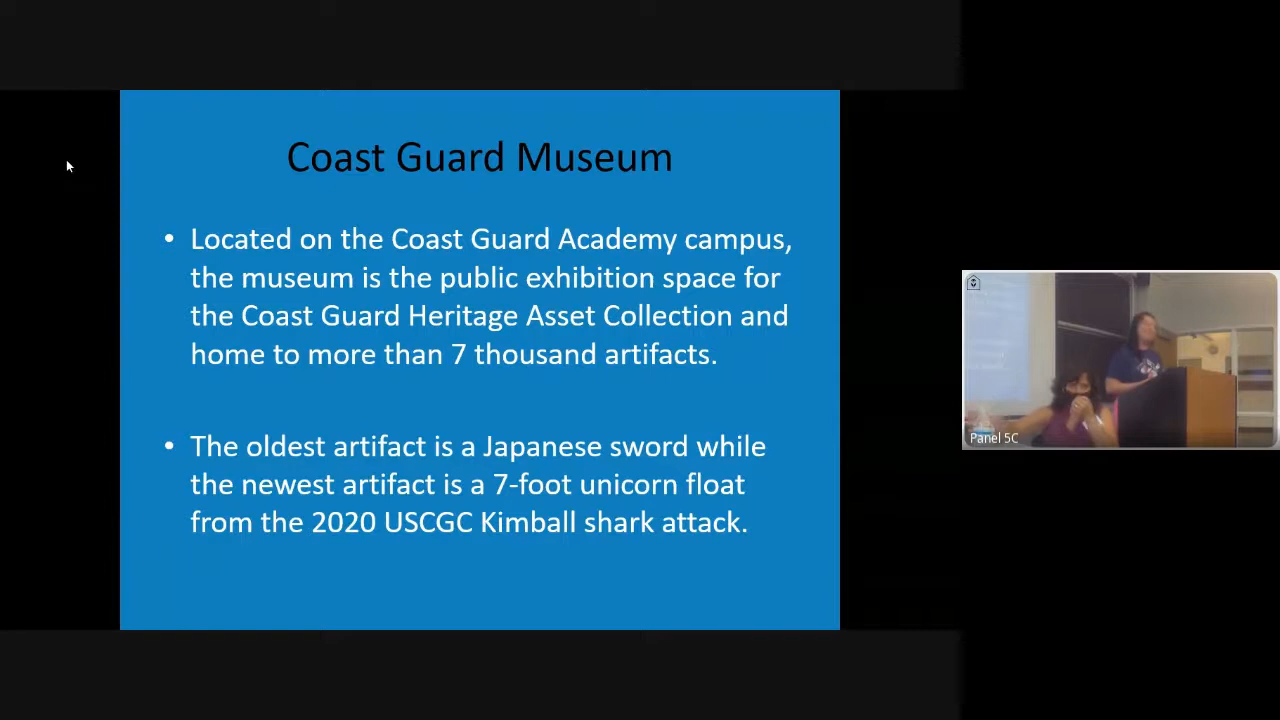 Coast Guard Museum
• Located on the Coast Guard Academy campus,
the museum is the public exhibition space for
the Coast Guard Heritage Asset Collection and
home to more than 7 thousand artifacts.
• The oldest artifact is a Japanese sword while
the newest artifact is a 7-foot unicorn float
from the 2020 USCGC Kimball shark attack.
Panel 5C